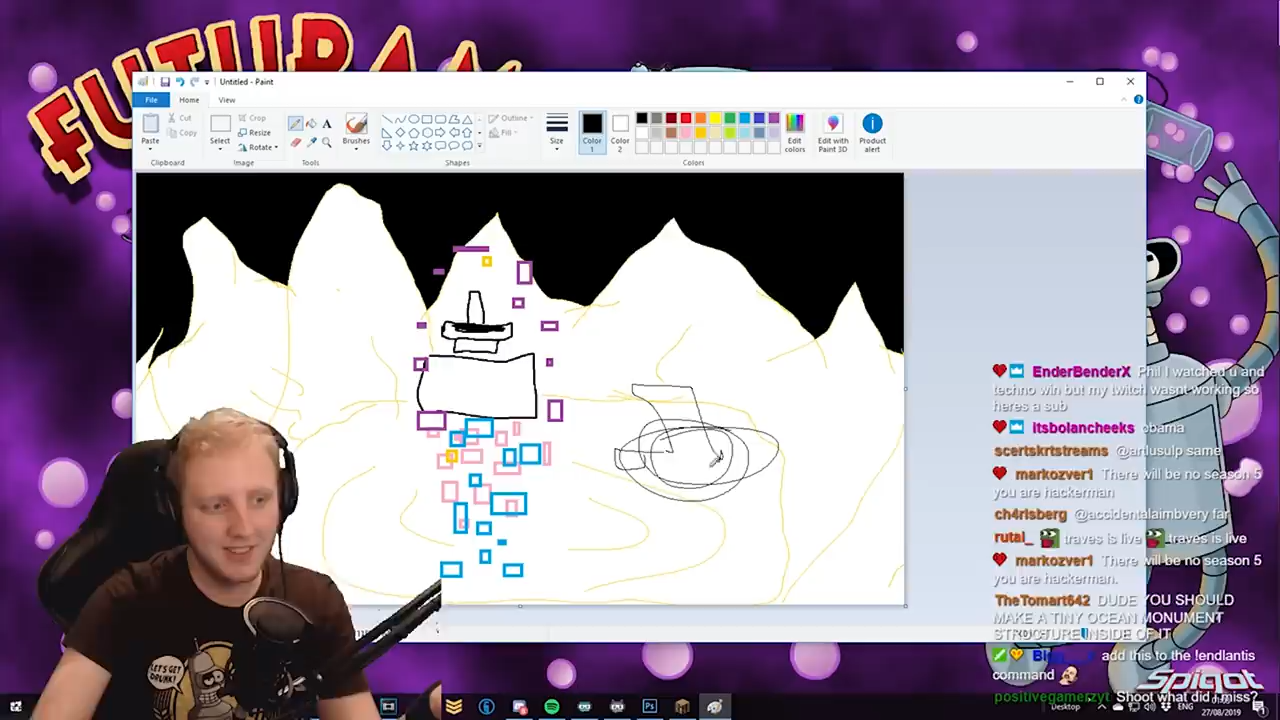 FUTURAMA
Untitled - Paint
File Home View
Paste
Cut
Copy
Clipboard
Select
Crop
Resize
Rotate
Image
Tools
Brushes
Outline
Fill
Shapes
Size
Color
1
Color
2
Edit
colors
Colors
Edit with
Paint 3D
Product
alert
EnderBenderX Phil I watched u and
techno win but my twitch wasnt working so
heres a sub
itsbolancheeks obama
scertskrtstreams @artlusulp same
markozver1 There will be no season 5
you are hackerman
ch4rlsberg @accidentalaimbvery far
rutal_ traves is live traves is live
markozver1 There will be no season 5
you are hackerman.
TheTomart642 DUDE YOU SHOULD
MAKE A TINY OCEAN MONUMENT
STRUCTURE INSIDE OF IT
add this to the lendlantis
command
positivegamerzyt Shoot what did I miss?
Spigot
LET'S GET
DRUNK!
Desktop
ENG
27/08/2019